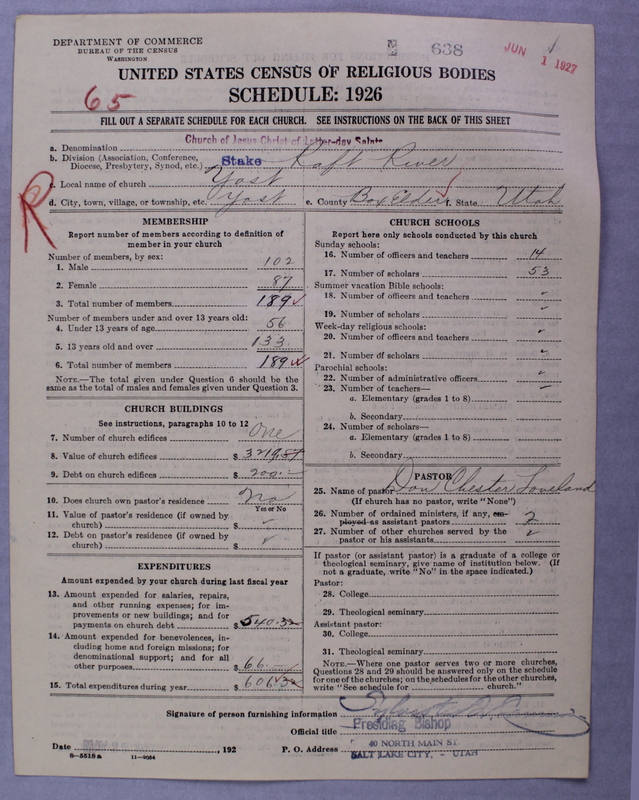 DEPARTMENT OF COMMERCE
BUREAU OF THE CENSUS
WASHINGTON
638
JUN 1 1927
UNITED STATES CENSUS OF RELIGIOUS BODIES
65
SCHEDULE: 1926
FILL OUT A SEPARATE SCHEDULE FOR EACH CHURCH. SEE INSTRUCTIONS ON THE BACK OF THIS SHEET
a. Denomination Church of Jesus Christ of Latter-day Saints
b. Division (Association, Conference, Diocese, Presbytery, Synod, etc.) Stake Raft River
c. Local name of church Yost
d. City, town, village, or township, etc. Yost e. County Box Elder f. State Utah
R
MEMBERSHIP
Report number of members according to definition of member in your church
Number of members, by sex:
1. Male 102
2. Female 87
3. Total number of members 189
Number of members under and over 13 years old:
4. Under 13 years of age 56
5. 13 years old and over 133
6. Total number of members 189
NOTE.—The total given under Question 6 should be the same as the total of males and females given under Question 3.
CHURCH BUILDINGS
See instructions, paragraphs 10 to 12
7. Number of church edifices One
8. Value of church edifices $
9. Debt on church edifices $ 200.—
10. Does church own pastor's residence No
Yes or No
11. Value of pastor's residence (if owned by church) $
12. Debt on pastor's residence (if owned by church) $
EXPENDITURES
Amount expended by your church during last fiscal year
13. Amount expended for salaries, repairs, and other running expenses; for improvements or new buildings; and for payments on church debt $ 540.32
14. Amount expended for benevolences, including home and foreign missions; for denominational support; and for all other purposes $ 66.—
15. Total expenditures during year $ 606.32
CHURCH SCHOOLS
Report here only schools conducted by this church
Sunday schools:
16. Number of officers and teachers 14
17. Number of scholars 53
Summer vacation Bible schools:
18. Number of officers and teachers
19. Number of scholars
Week-day religious schools:
20. Number of officers and teachers
21. Number of scholars
Parochial schools:
22. Number of administrative officers
23. Number of teachers—
a. Elementary (grades 1 to 8)
b. Secondary
24. Number of scholars—
a. Elementary (grades 1 to 8)
b. Secondary
PASTOR
25. Name of pastor Don Chester Loveland
(If church has no pastor, write "None")
26. Number of ordained ministers, if any, employed as assistant pastors 2
27. Number of other churches served by the pastor or his assistants
If pastor (or assistant pastor) is a graduate of a college or theological seminary, give name of institution below. (If not a graduate, write "No" in the space indicated.)
Pastor:
28. College
29. Theological seminary
Assistant pastor:
30. College
31. Theological seminary
NOTE.—Where one pastor serves two or more churches, Questions 28 and 29 should be answered only on the schedule for one of the churches; on the schedules for the other churches, write "See schedule for church."
Signature of person furnishing information
Official title Presiding Bishop
Date , 192 P. O. Address 40 NORTH MAIN ST.
SALT LAKE CITY, - UTAH
8—5518a 11—9054